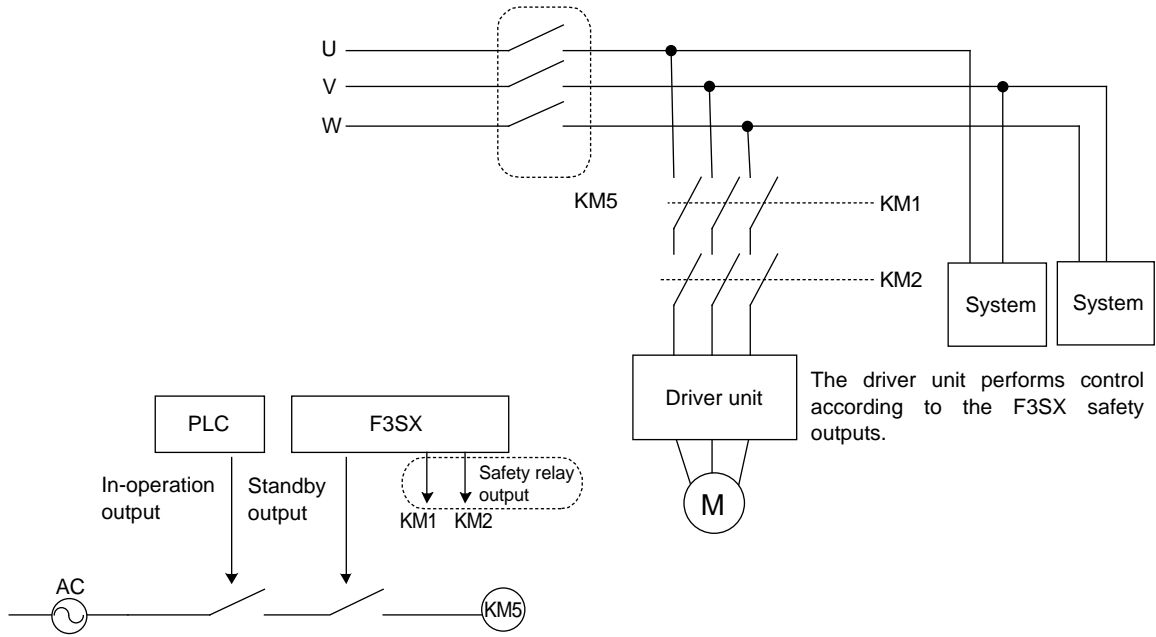 U
V
W
KM5
KM1
KM2
System
System
Driver unit
The driver unit performs control
according to the F3SX safety
outputs.
M
PLC
F3SX
In-operation
output
Standby
output
Safety relay
output
KM1
KM2
AC
KM5